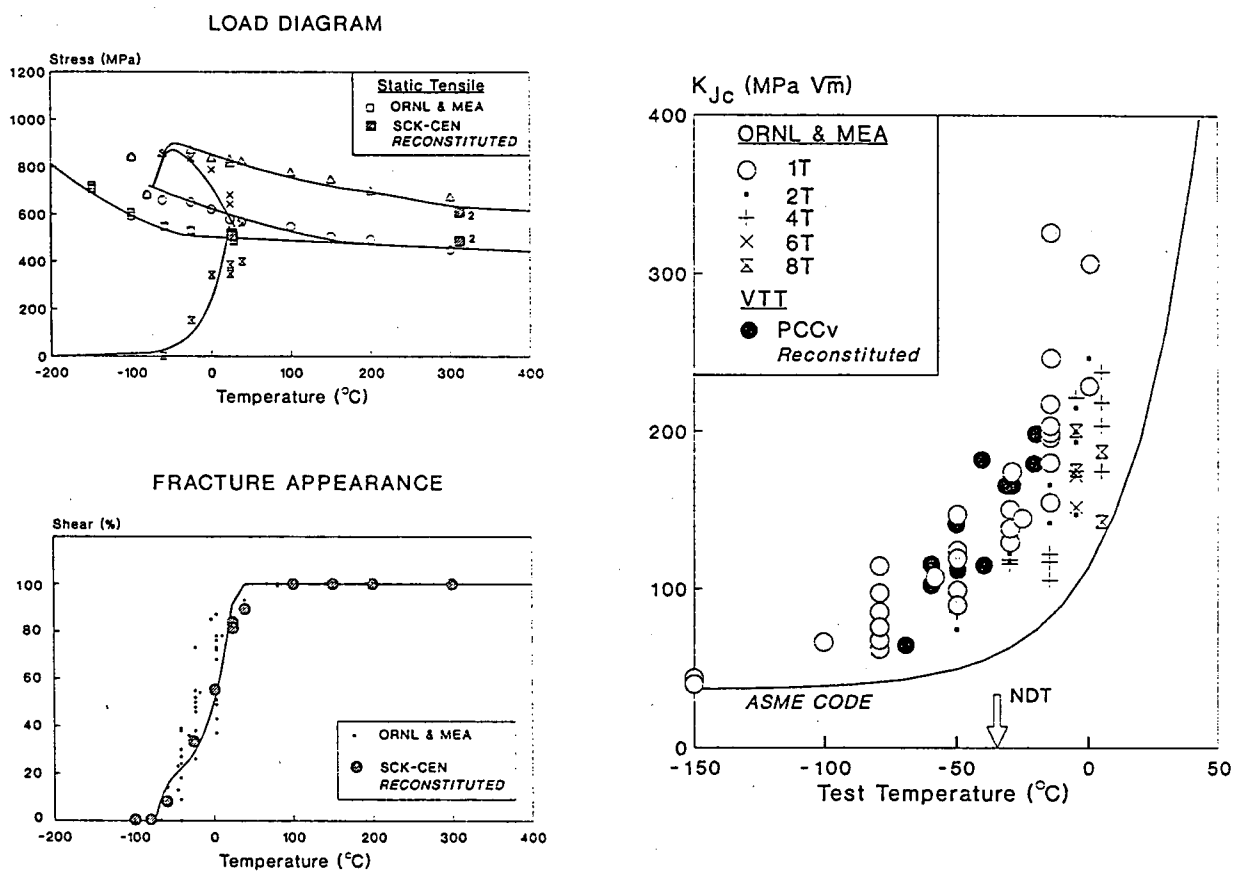 LOAD DIAGRAM
Stress (MPa)
1200
1000
800
600
400
200
0
-200
-100
0
100
200
300
400
Temperature (°C)
Static Tensile
ORNL & MEA
SCK-CEN
RECONSTITUTED
2
2
FRACTURE APPEARANCE
Shear (%)
100
80
60
40
20
0
-200
-100
0
100
200
300
400
Temperature (°C)
ORNL & MEA
SCK-CEN
RECONSTITUTED
K_Jc (MPa √m)
400
300
200
100
0
-150
-100
-50
0
50
Test Temperature (°C)
ORNL & MEA
1T
2T
4T
6T
8T
VTT
PCCv
Reconstituted
ASME CODE
NDT